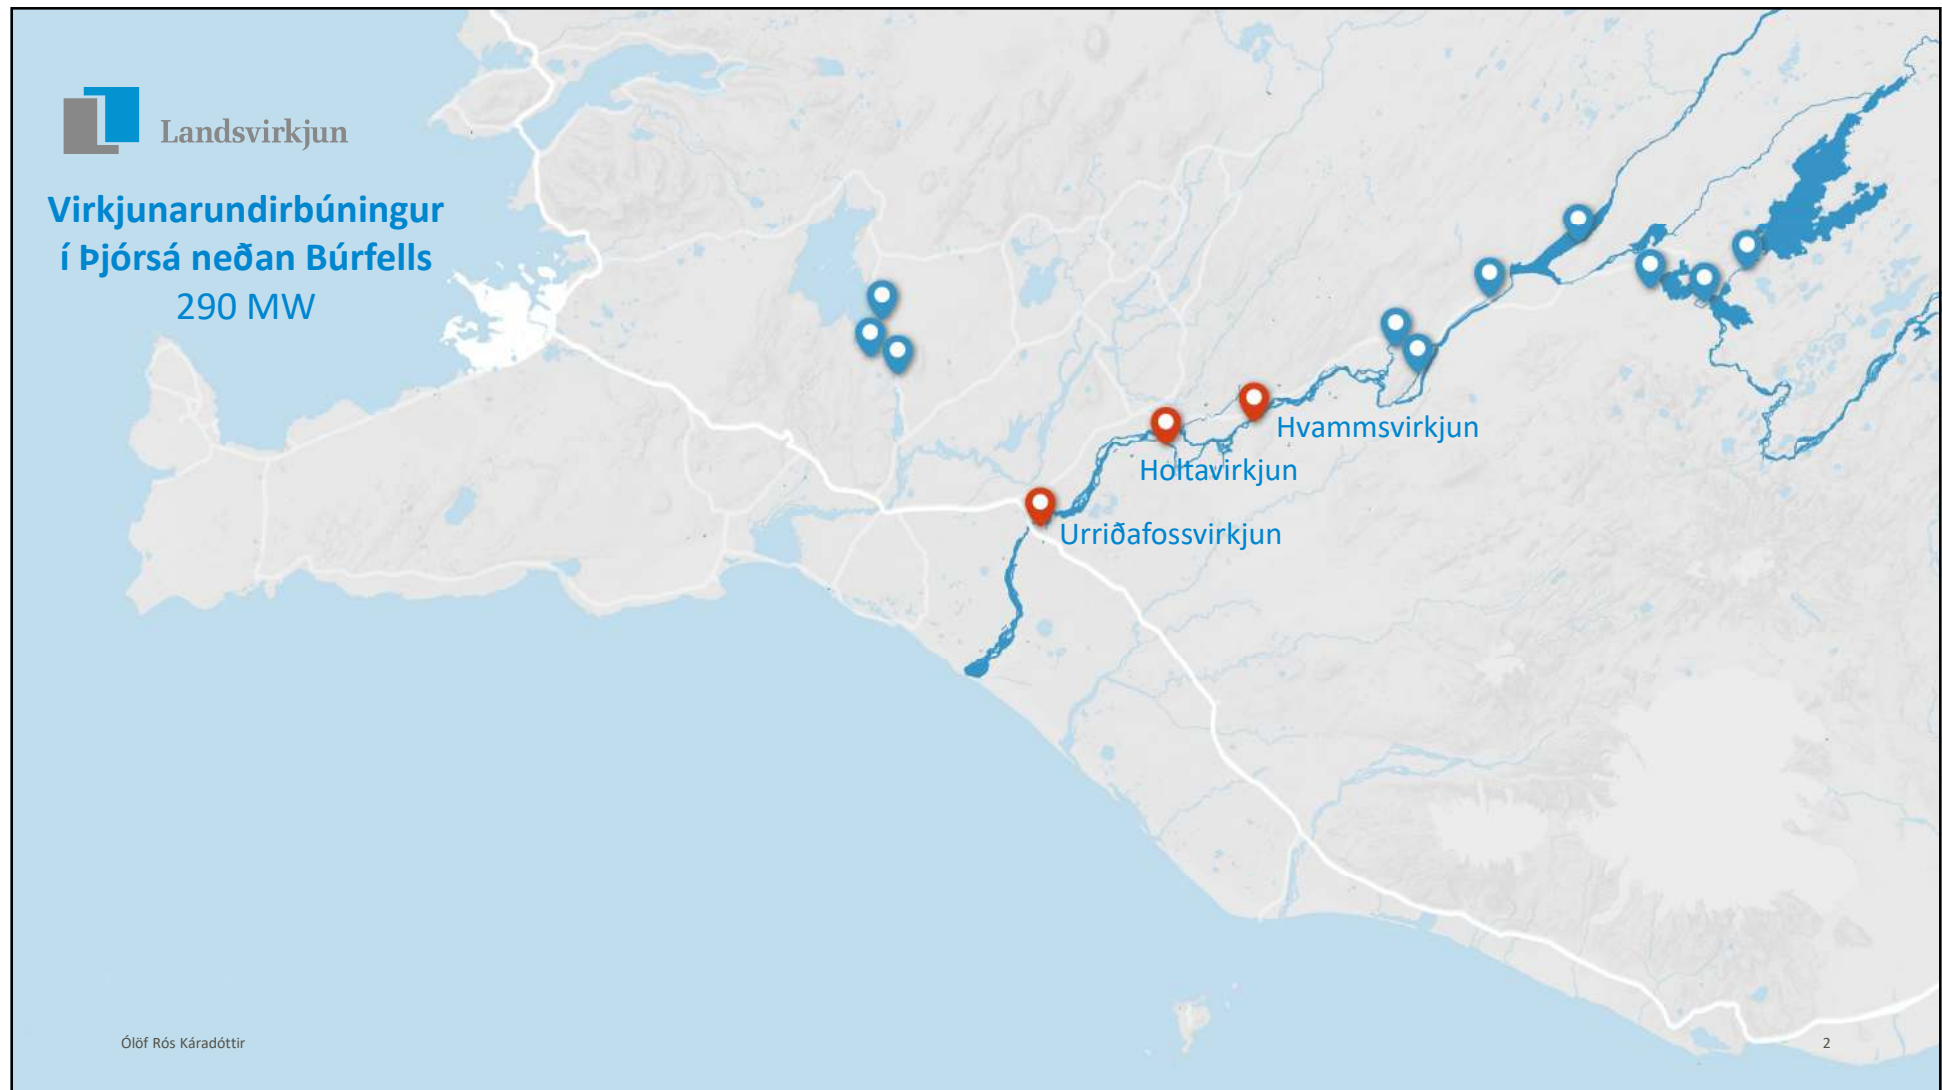 Landsvirkjun
Virkjunarundirbúningur
í Þjórsá neðan Búrfells
290 MW
Hvammsvirkjun
Holtavirkjun
Urriðafossvirkjun
Ólöf Rós Káradóttir
2